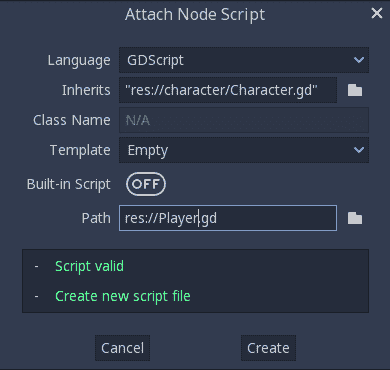 Attach Node Script
Language GDScript
Inherits "res://character/Character.gd"
Class Name N/A
Template Empty
Built-in Script OFF
Path res://Player.gd
- Script valid
- Create new script file
Cancel Create